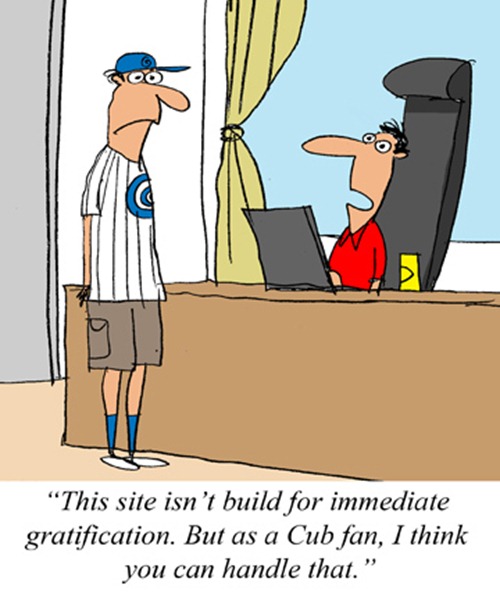 “This site isn’t build for immediate
gratification. But as a Cub fan, I think
you can handle that.”